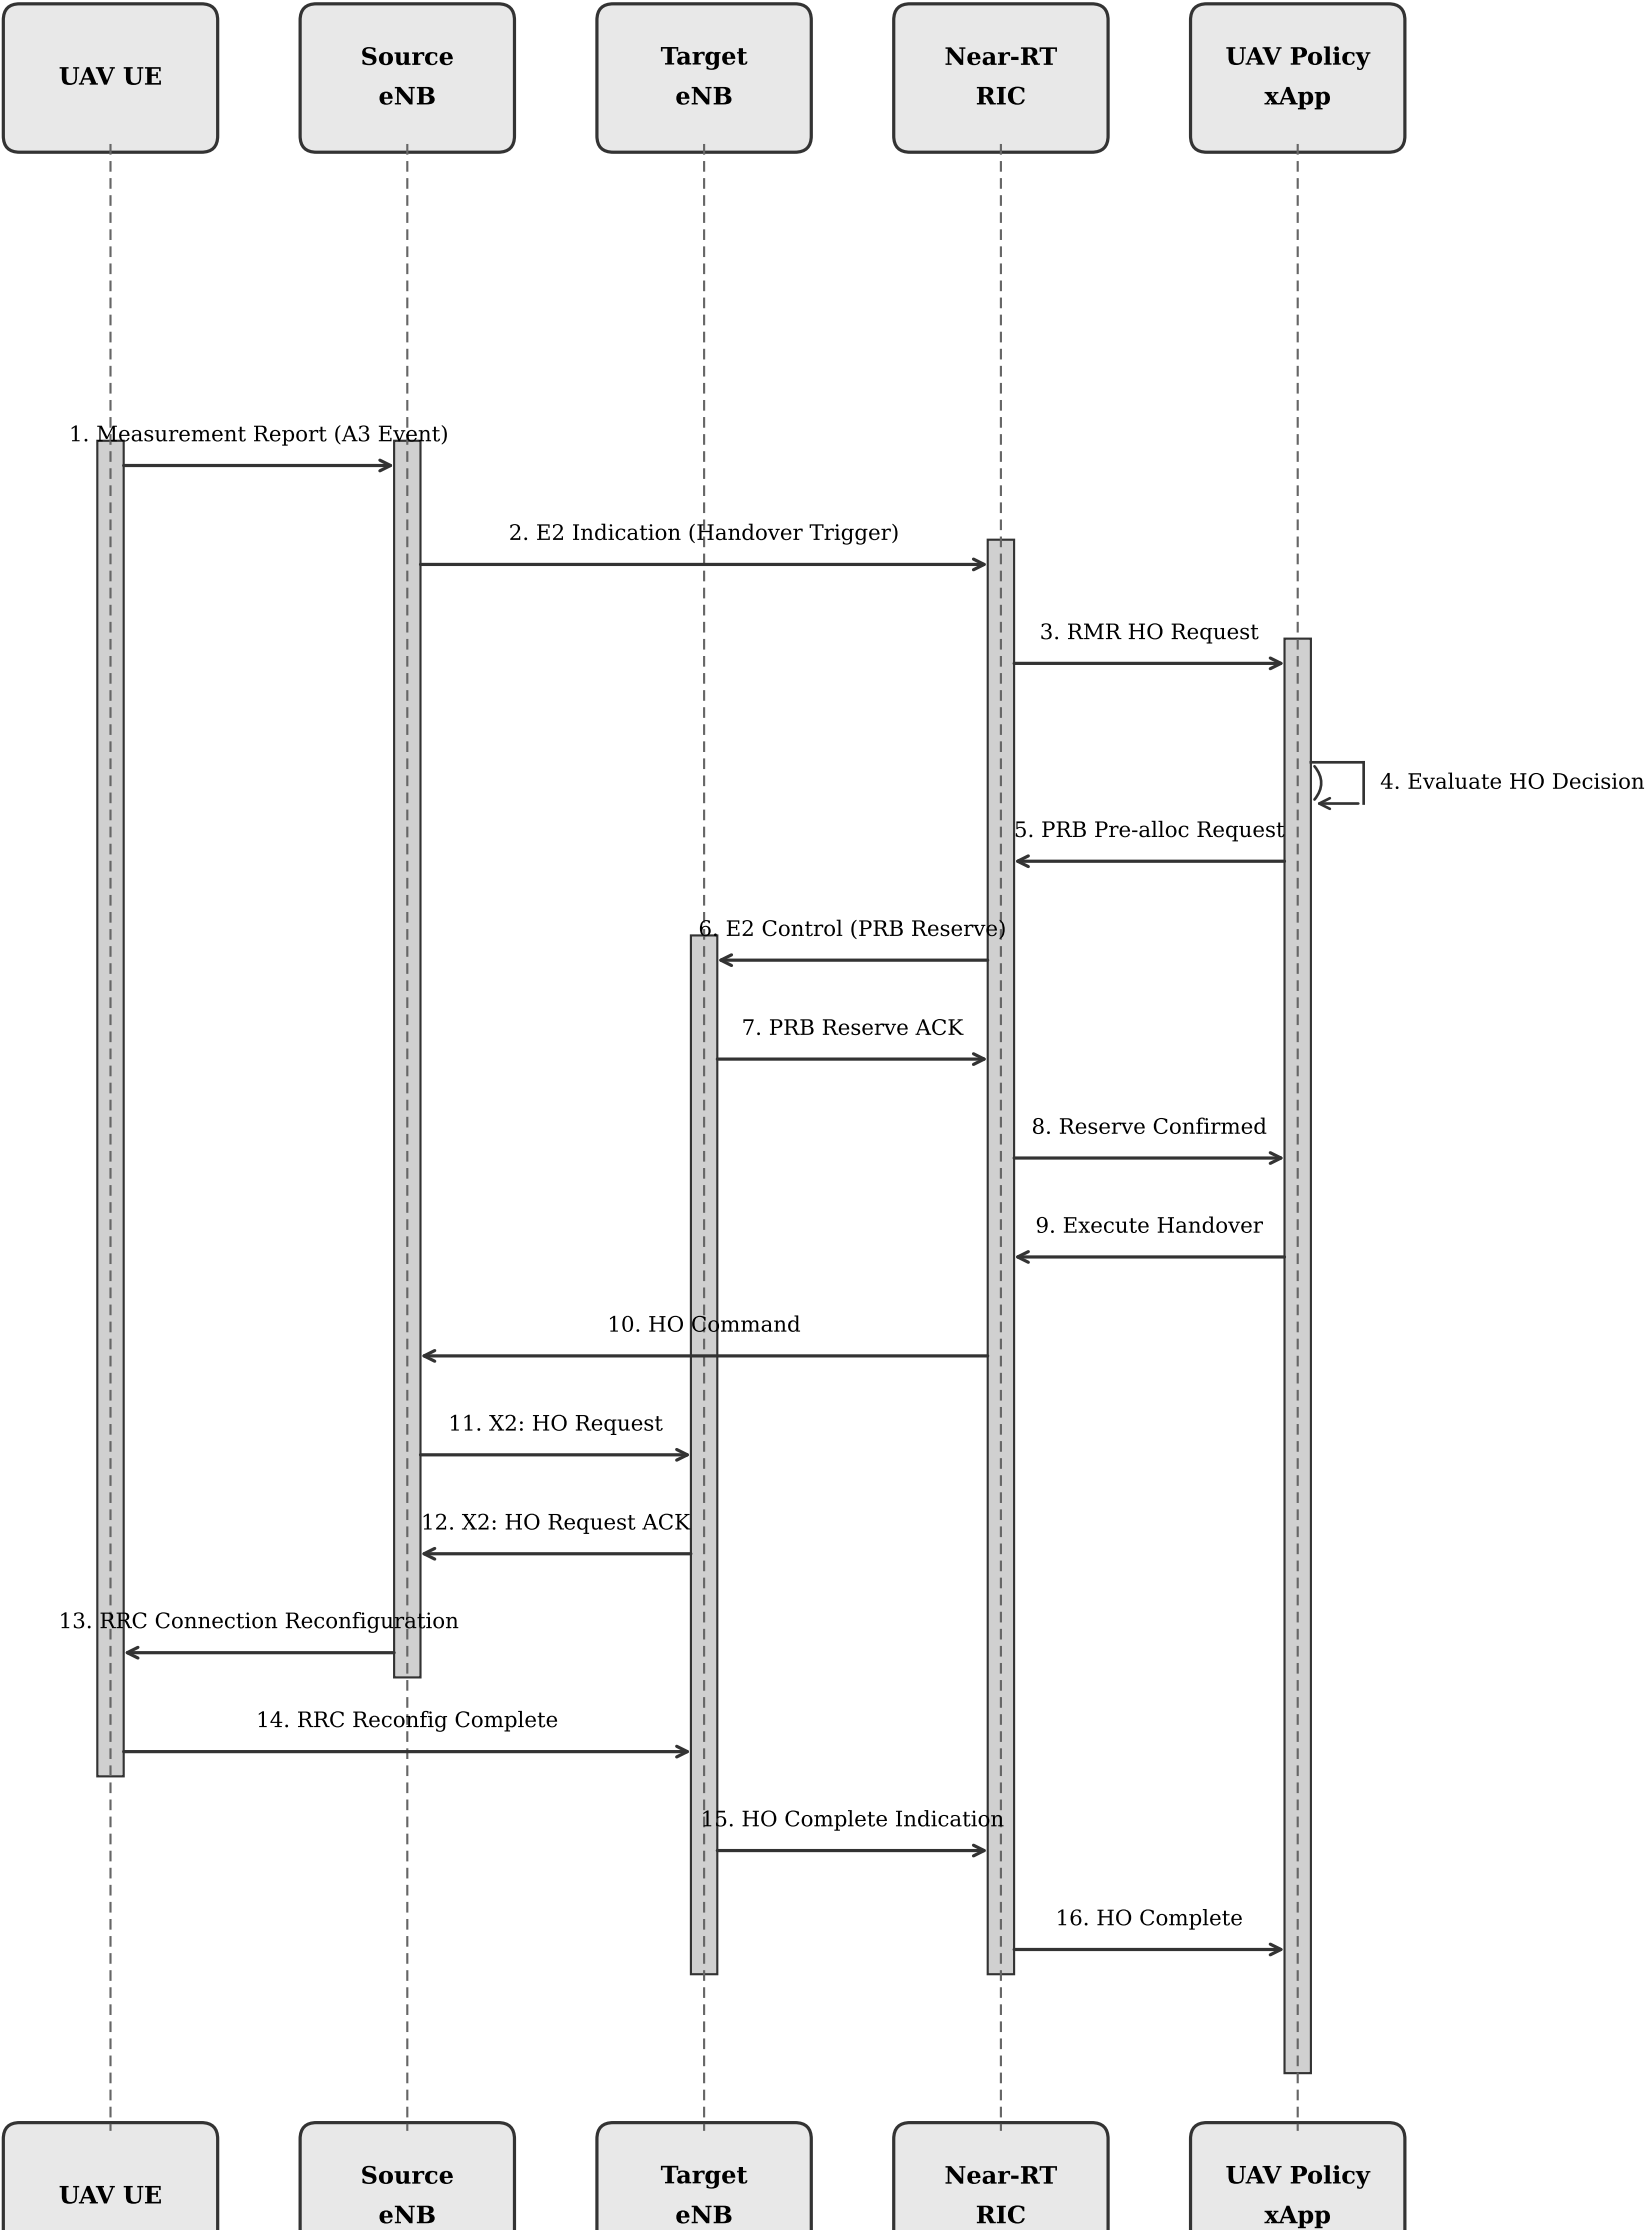 UAV UE
Source
eNB
Target
eNB
Near-RT
RIC
UAV Policy
xApp
1. Measurement Report (A3 Event)
2. E2 Indication (Handover Trigger)
3. RMR HO Request
4. Evaluate HO Decision
5. PRB Pre-alloc Request
6. E2 Control (PRB Reserve)
7. PRB Reserve ACK
8. Reserve Confirmed
9. Execute Handover
10. HO Command
11. X2: HO Request
12. X2: HO Request ACK
13. RRC Connection Reconfiguration
14. RRC Reconfig Complete
15. HO Complete Indication
16. HO Complete
UAV UE
Source
eNB
Target
eNB
Near-RT
RIC
UAV Policy
xApp